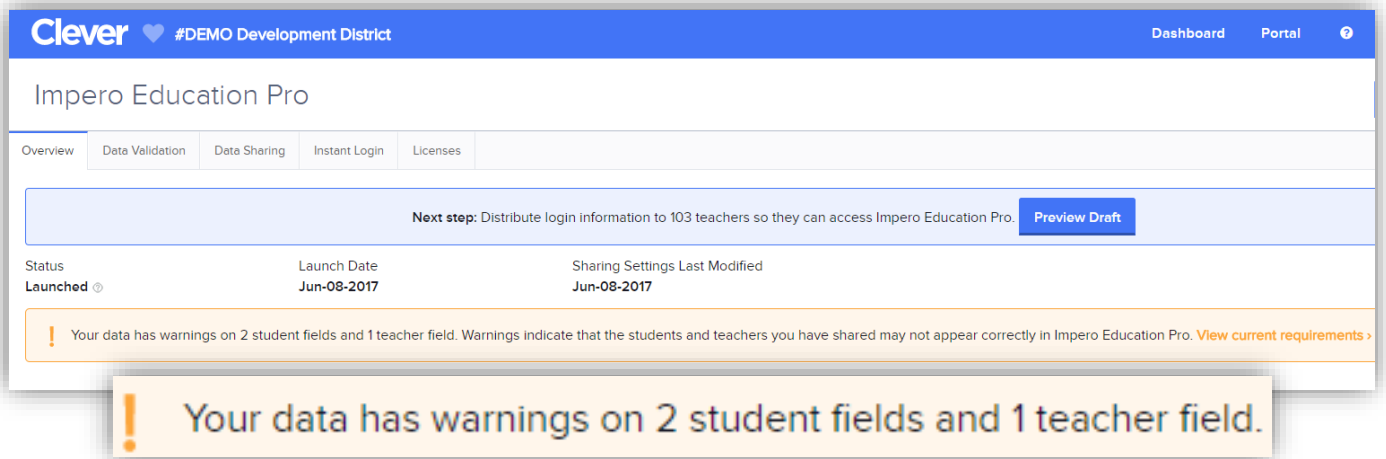 Clever #DEMO Development District Dashboard Portal ?
Impero Education Pro
Overview Data Validation Data Sharing Instant Login Licenses
Next step: Distribute login information to 103 teachers so they can access Impero Education Pro. Preview Draft
Status Launch Date Sharing Settings Last Modified
Launched ? Jun-08-2017 Jun-08-2017
! Your data has warnings on 2 student fields and 1 teacher field. Warnings indicate that the students and teachers you have shared may not appear correctly in Impero Education Pro. View current requirements ›
! Your data has warnings on 2 student fields and 1 teacher field.